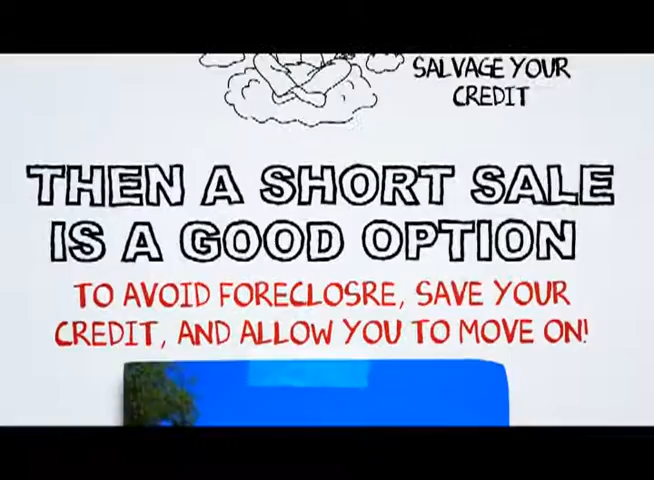 SALVAGE YOUR
CREDIT
THEN A SHORT SALE
IS A GOOD OPTION
TO AVOID FORECLOSRE, SAVE YOUR
CREDIT, AND ALLOW YOU TO MOVE ON!